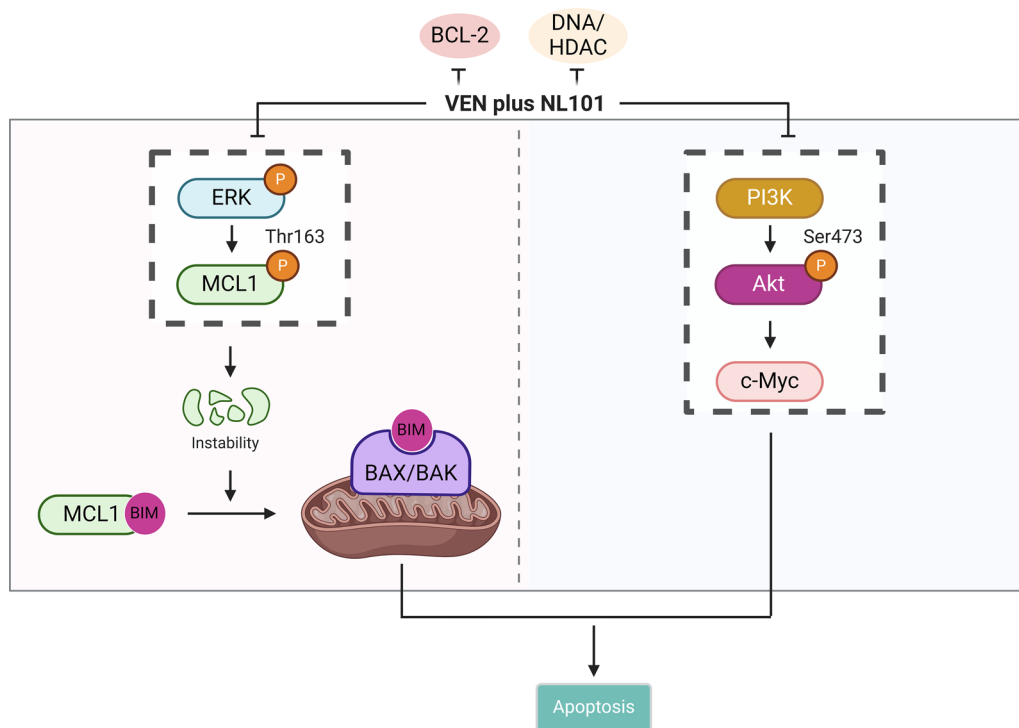 BCL-2
DNA/
HDAC
VEN plus NL101
P
ERK
Thr163
P
MCL1
Instability
MCL1
BIM
BIM
BAX/BAK
PI3K
Ser473
P
Akt
c-Myc
Apoptosis